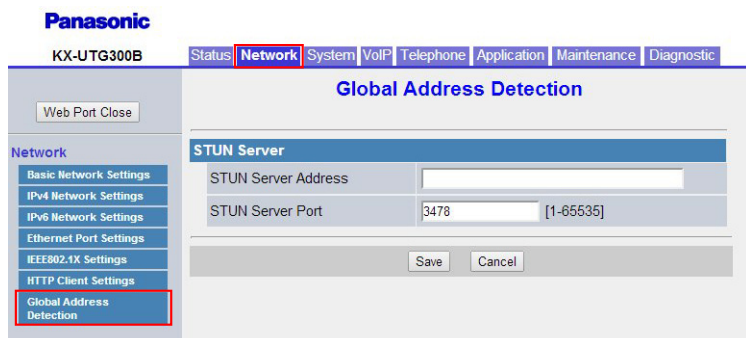 Panasonic
KX-UTG300B
Status Network System VoIP Telephone Application Maintenance Diagnostic
Web Port Close
Network
Basic Network Settings
IPv4 Network Settings
IPv6 Network Settings
Ethernet Port Settings
IEEE802.1X Settings
HTTP Client Settings
Global Address
Detection
Global Address Detection
STUN Server
STUN Server Address
STUN Server Port 3478 [1-65535]
Save Cancel